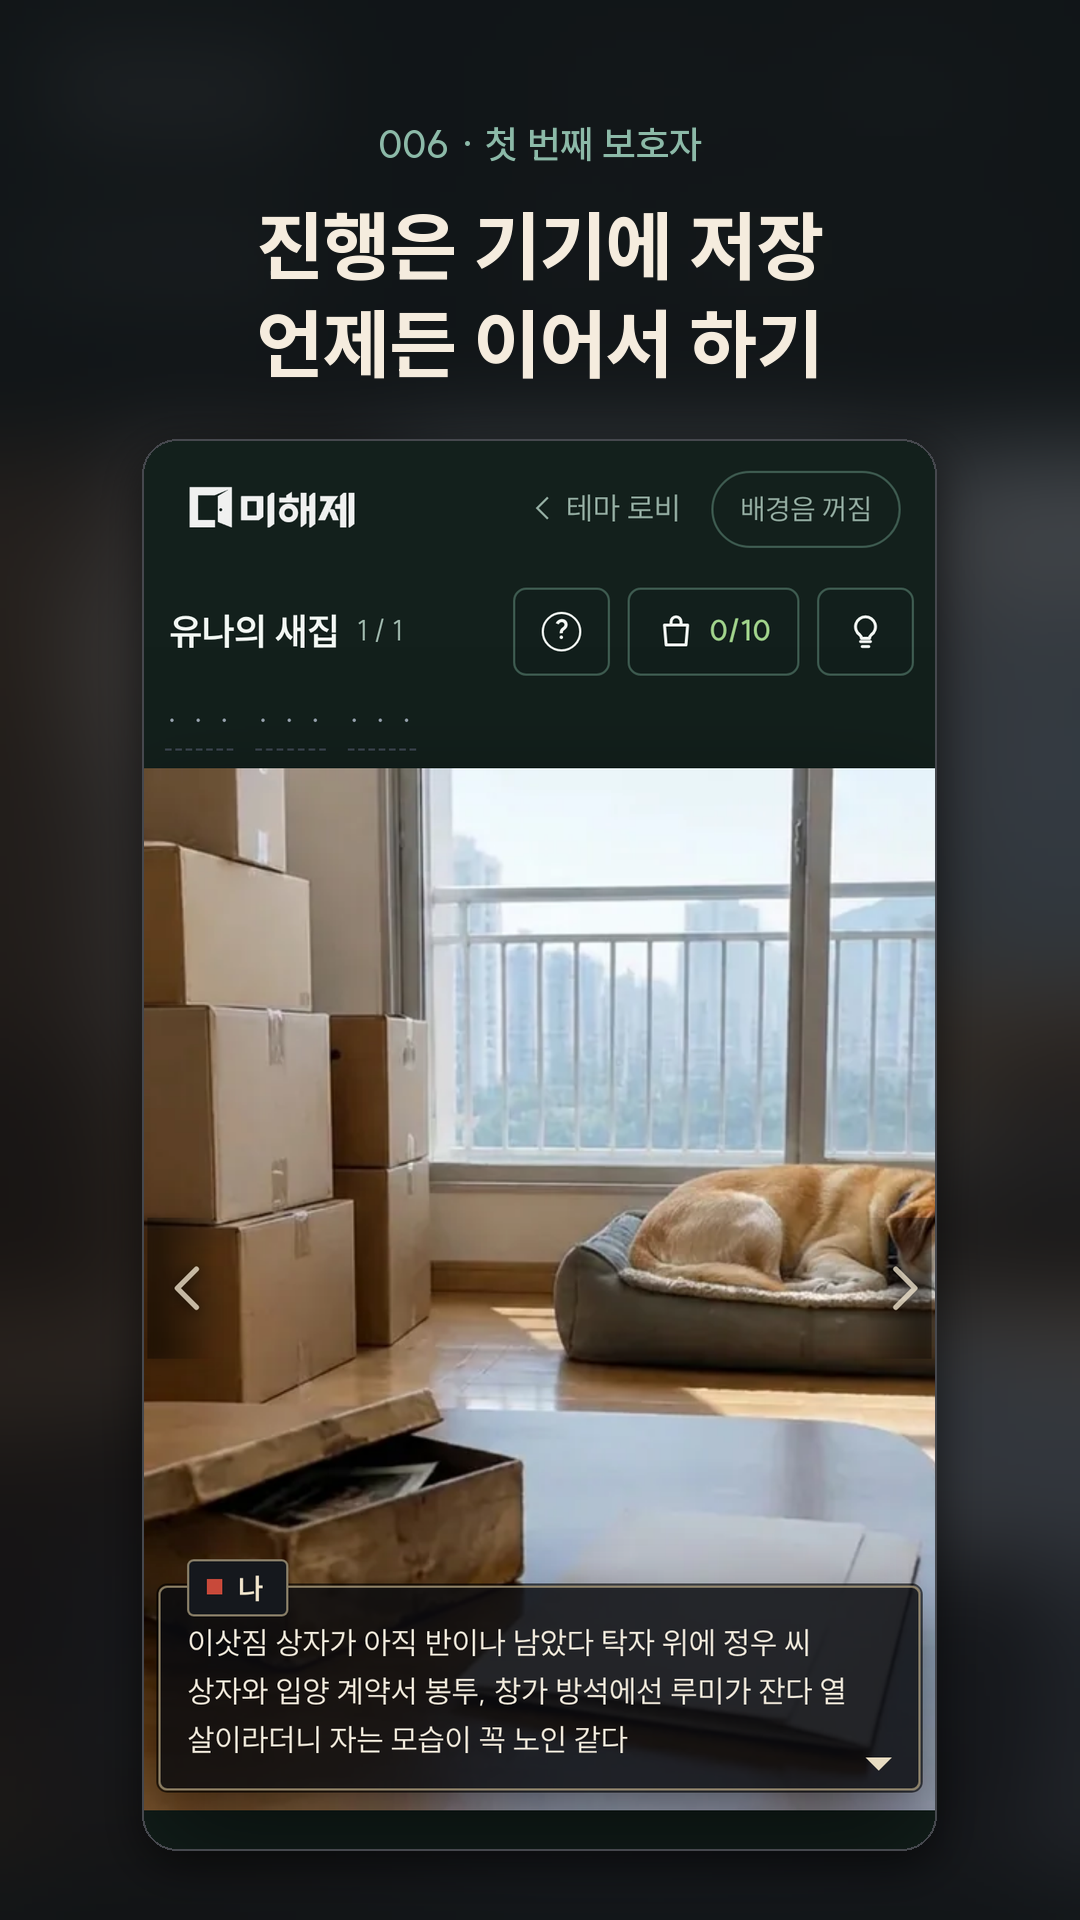 006 · 첫 번째 보호자
진행은 기기에 저장
언제든 이어서 하기
미해제
테마 로비
배경음 꺼짐
유나의 새집 1 / 1
?
0/10
나
이삿짐 상자가 아직 반이나 남았다 탁자 위에 정우 씨
상자와 입양 계약서 봉투, 창가 방석에선 루미가 잔다 열
살이라더니 자는 모습이 꼭 노인 같다